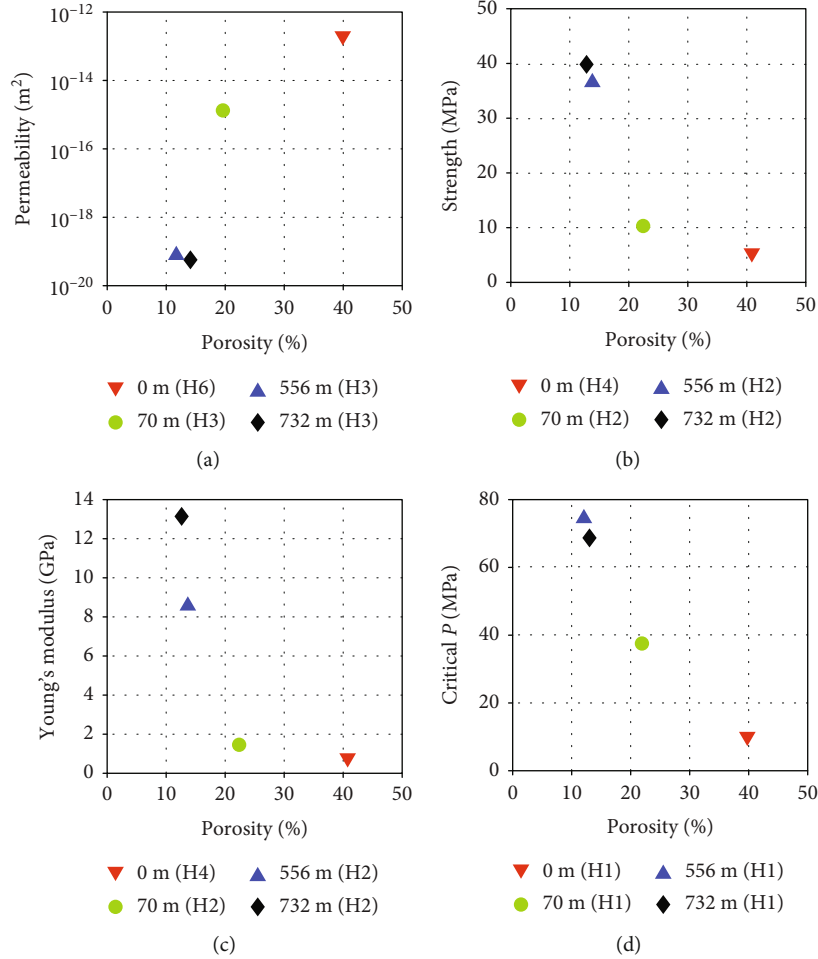 10⁻¹²
10⁻¹⁴
10⁻¹⁶
10⁻¹⁸
10⁻²⁰
Permeability (m²)
0 10 20 30 40 50
Porosity (%)
0 m (H6) 556 m (H3)
70 m (H3) 732 m (H3)
(a)
50
40
30
20
10
0
Strength (MPa)
0 10 20 30 40 50
Porosity (%)
0 m (H4) 556 m (H2)
70 m (H2) 732 m (H2)
(b)
14
12
10
8
6
4
2
0
Young's modulus (GPa)
0 10 20 30 40 50
Porosity (%)
0 m (H4) 556 m (H2)
70 m (H2) 732 m (H2)
(c)
80
60
40
20
0
Critical P (MPa)
0 10 20 30 40 50
Porosity (%)
0 m (H1) 556 m (H1)
70 m (H1) 732 m (H1)
(d)